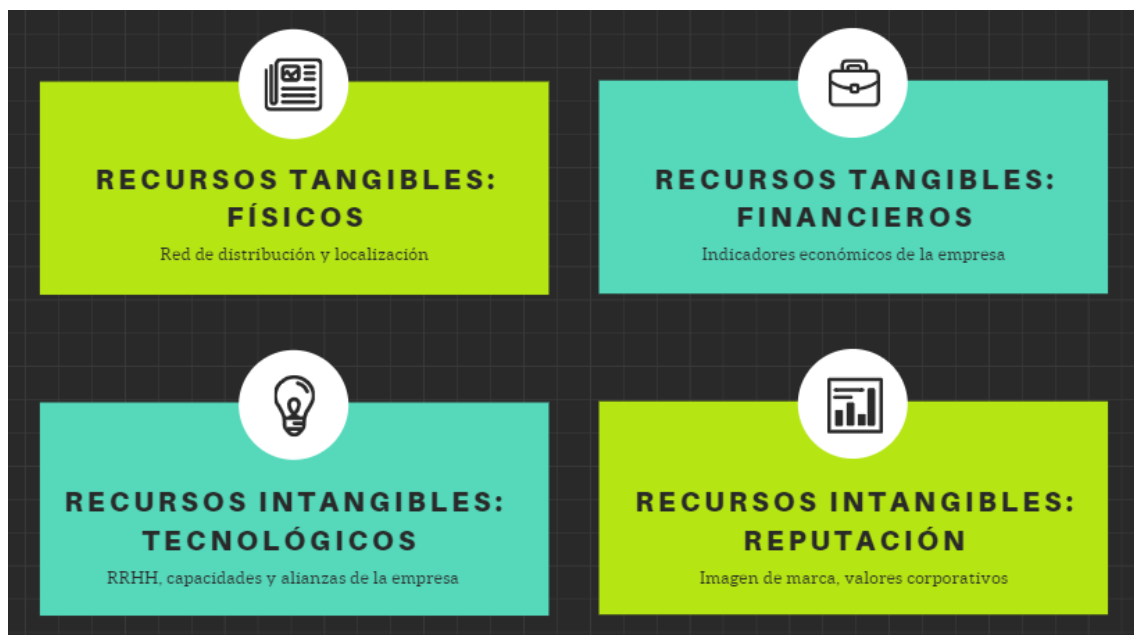 RECURSOS TANGIBLES:
FÍSICOS
Red de distribución y localización
RECURSOS TANGIBLES:
FINANCIEROS
Indicadores económicos de la empresa
RECURSOS INTANGIBLES:
TECNOLÓGICOS
RRHH, capacidades y alianzas de la empresa
RECURSOS INTANGIBLES:
REPUTACIÓN
Imagen de marca, valores corporativos